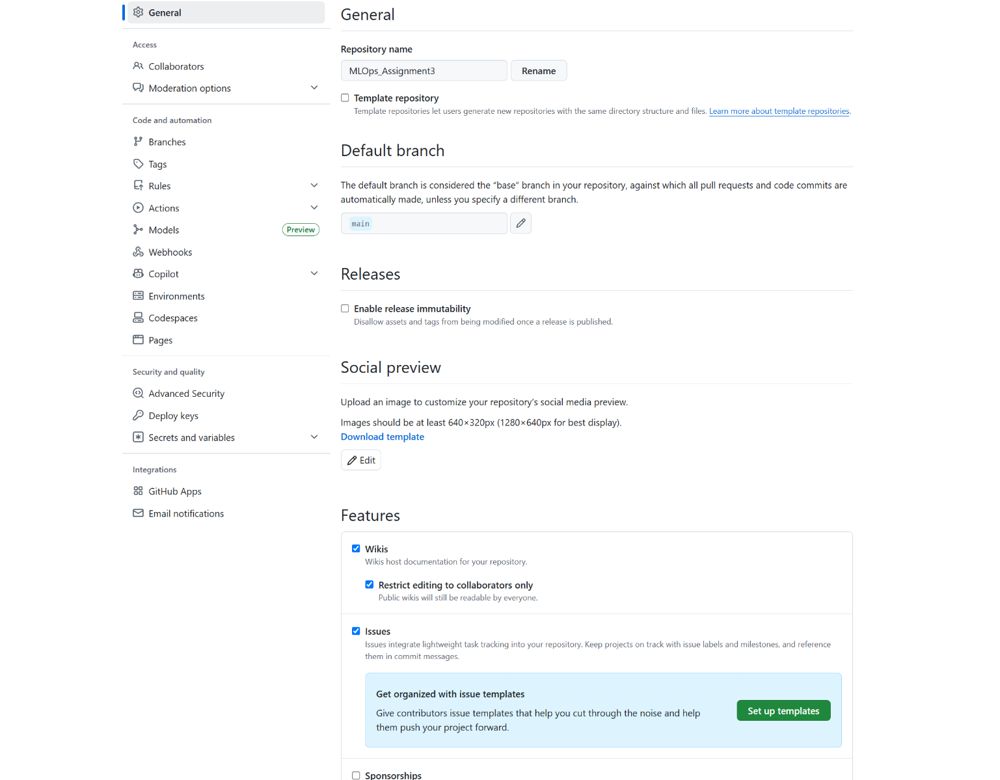 General
Access
Collaborators
Moderation options
Code and automation
Branches
Tags
Rules
Actions
Models
Preview
Webhooks
Copilot
Environments
Codespaces
Pages
Security and quality
Advanced Security
Deploy keys
Secrets and variables
Integrations
GitHub Apps
Email notifications
General
Repository name
MLOps_Assignment3
Rename
Template repository
Template repositories let users generate new repositories with the same directory structure and files. Learn more about template repositories.
Default branch
The default branch is considered the “base” branch in your repository, against which all pull requests and code commits are
automatically made, unless you specify a different branch.
main
Releases
Enable release immutability
Disallow assets and tags from being modified once a release is published.
Social preview
Upload an image to customize your repository’s social media preview.
Images should be at least 640×320px (1280×640px for best display).
Download template
Edit
Features
Wikis
Wikis host documentation for your repository.
Restrict editing to collaborators only
Public wikis will still be readable by everyone.
Issues
Issues integrate lightweight task tracking into your repository. Keep projects on track with issue labels and milestones, and reference
them in commit messages.
Get organized with issue templates
Give contributors issue templates that help you cut through the noise and help
them push your project forward.
Set up templates
Sponsorships